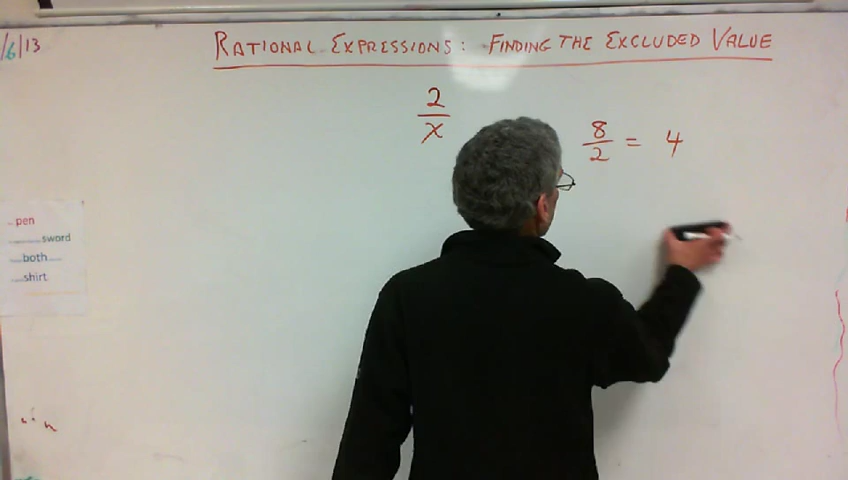 /6/13
RATIONAL EXPRESSIONS: FINDING THE EXCLUDED VALUE
2
x
8
2
= 4
...pen
........sword
...both....
....shirt